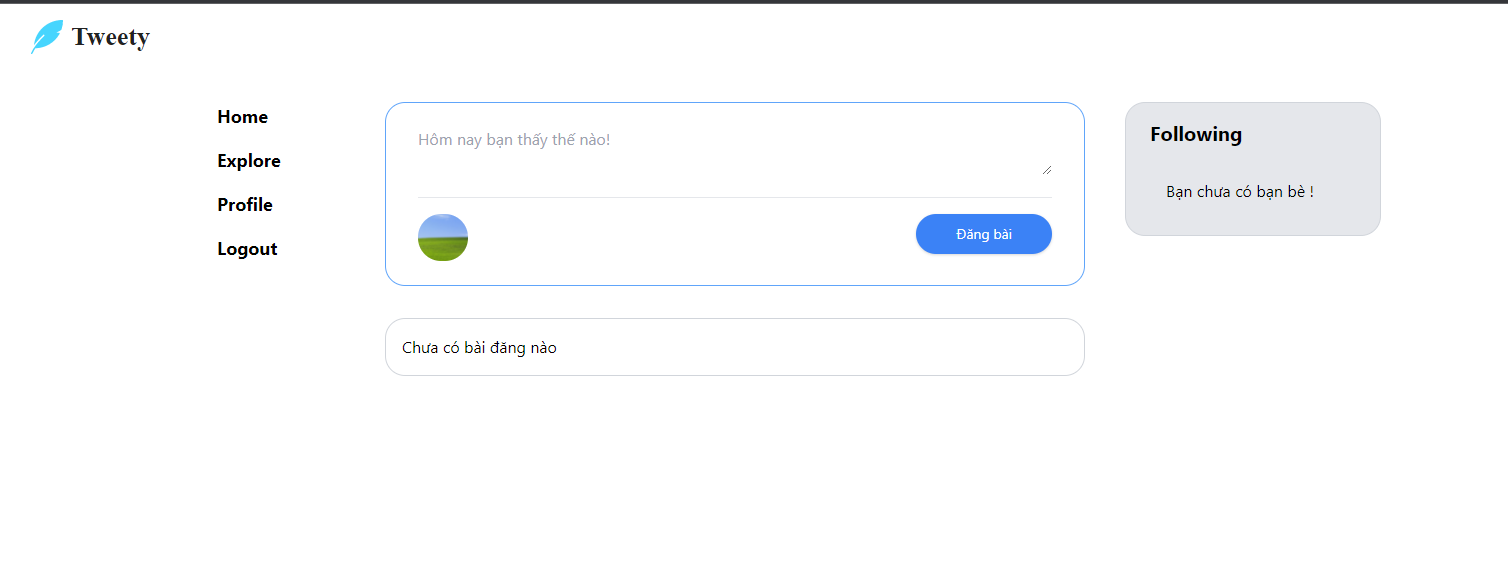 Tweety
Home
Explore
Profile
Logout
Hôm nay bạn thấy thế nào!
Đăng bài
Chưa có bài đăng nào
Following
Bạn chưa có bạn bè !